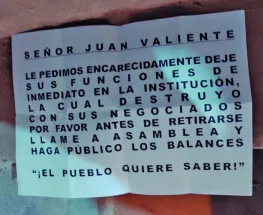 SEÑOR JUAN VALIENTE
LE PEDIMOS ENCARECIDAMENTE DEJE
SUS FUNCIONES DE
INMEDIATO EN LA INSTITUCIÓN,
LA CUAL DESTRUYO
CON SUS NEGOCIADOS
POR FAVOR ANTES DE RETIRARSE
LLAME A ASAMBLEA Y
HAGA PÚBLICO LOS BALANCES
"¡EL PUEBLO QUIERE SABER!"